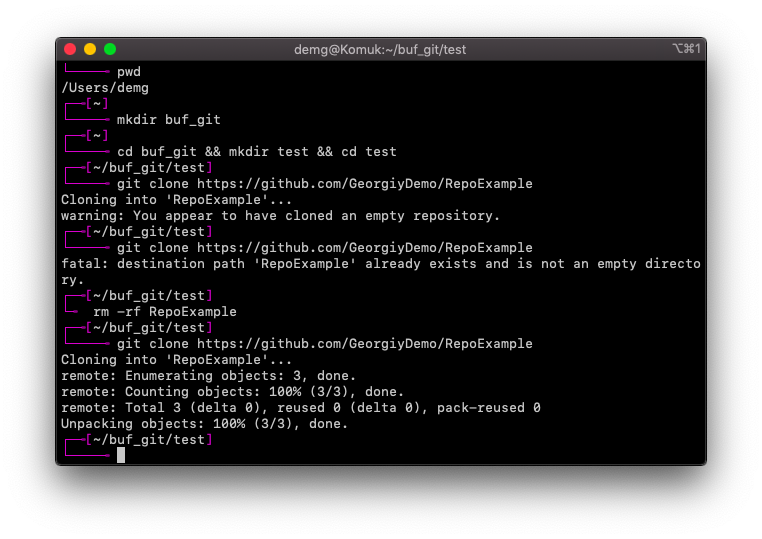 demg@Komuk:~/buf_git/test ⌥⌘1
pwd
/Users/demg
[~]
mkdir buf_git
[~]
cd buf_git && mkdir test && cd test
[~/buf_git/test]
git clone https://github.com/GeorgiyDemo/RepoExample
Cloning into 'RepoExample'...
warning: You appear to have cloned an empty repository.
[~/buf_git/test]
git clone https://github.com/GeorgiyDemo/RepoExample
fatal: destination path 'RepoExample' already exists and is not an empty directo
ry.
[~/buf_git/test]
rm -rf RepoExample
[~/buf_git/test]
git clone https://github.com/GeorgiyDemo/RepoExample
Cloning into 'RepoExample'...
remote: Enumerating objects: 3, done.
remote: Counting objects: 100% (3/3), done.
remote: Total 3 (delta 0), reused 0 (delta 0), pack-reused 0
Unpacking objects: 100% (3/3), done.
[~/buf_git/test]